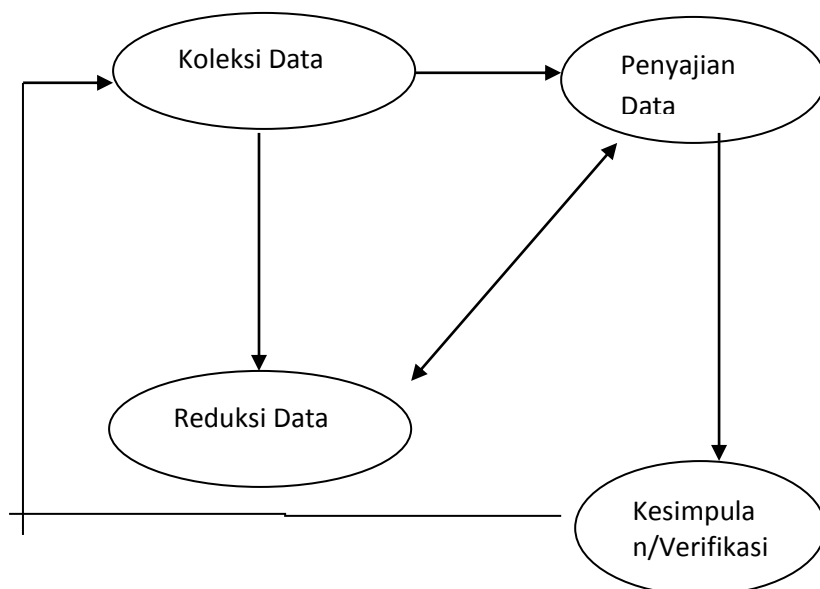 Koleksi Data
Penyajian
Data
Reduksi Data
Kesimpula
n/Verifikasi